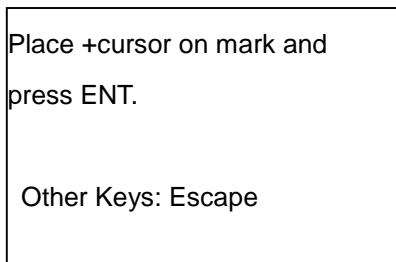 Place +cursor on mark and
press ENT.
Other Keys: Escape